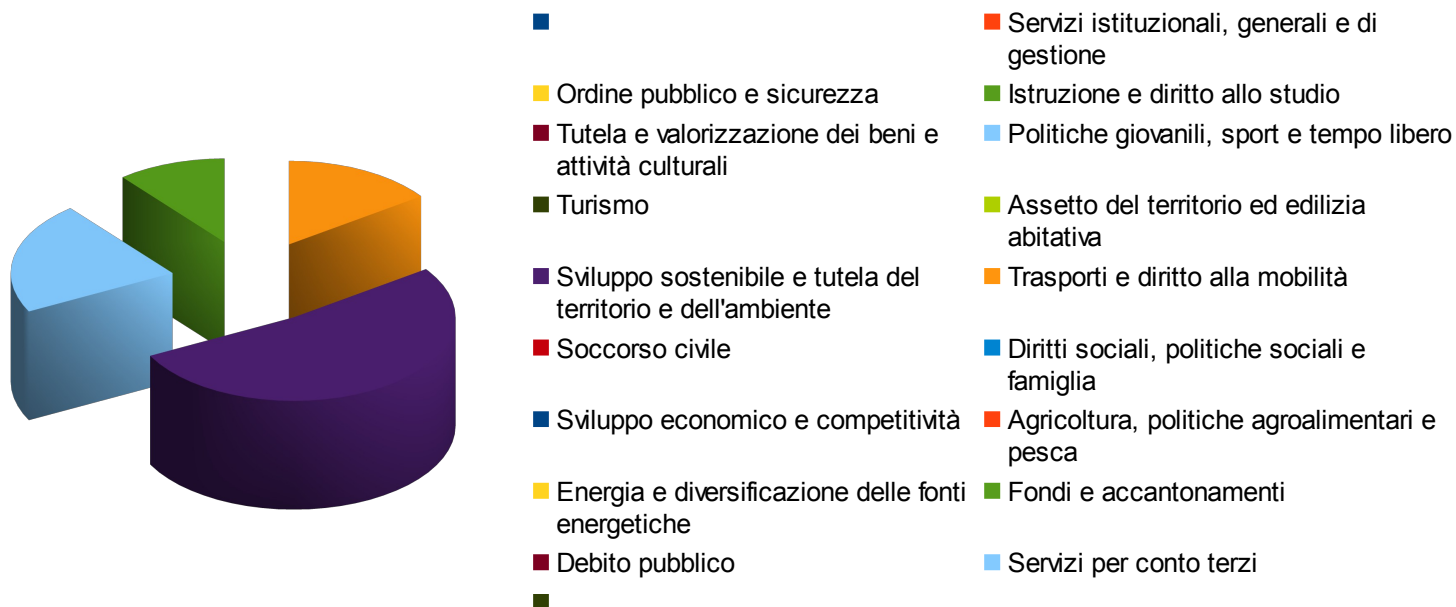 Servizi istituzionali, generali e di
gestione
Ordine pubblico e sicurezza
Istruzione e diritto allo studio
Tutela e valorizzazione dei beni e
attività culturali
Politiche giovanili, sport e tempo libero
Turismo
Assetto del territorio ed edilizia
abitativa
Sviluppo sostenibile e tutela del
territorio e dell'ambiente
Trasporti e diritto alla mobilità
Soccorso civile
Diritti sociali, politiche sociali e
famiglia
Sviluppo economico e competitività
Agricoltura, politiche agroalimentari e
pesca
Energia e diversificazione delle fonti
energetiche
Fondi e accantonamenti
Debito pubblico
Servizi per conto terzi